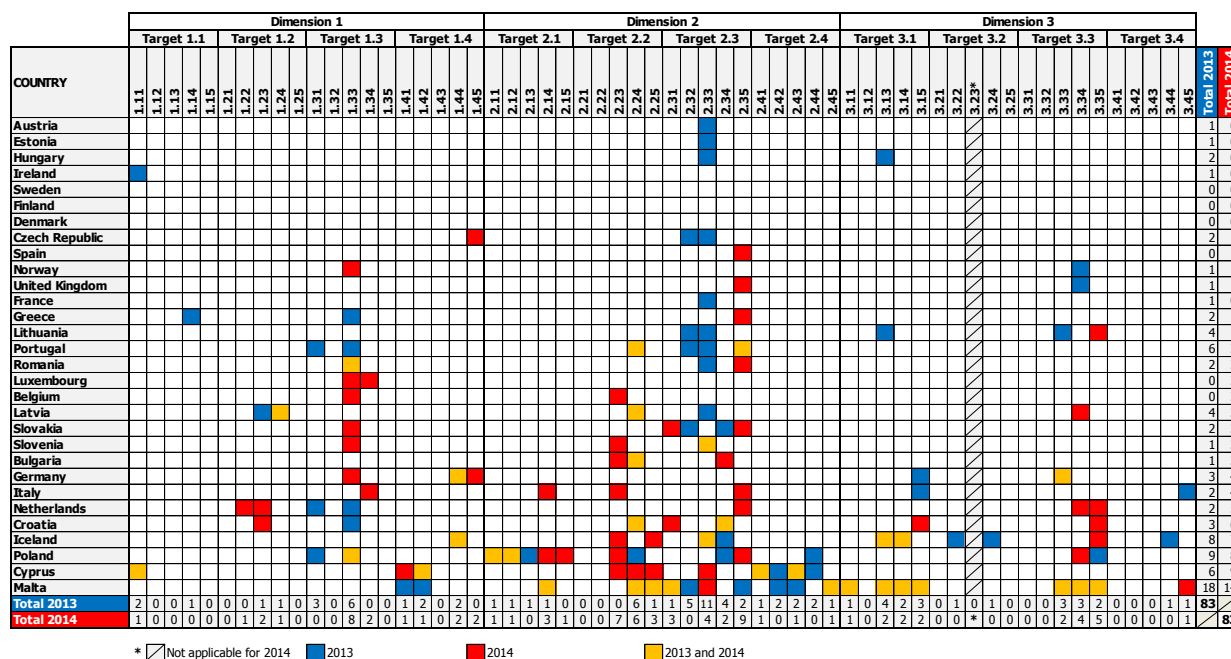 Dimension 1 Dimension 2 Dimension 3
Target 1.1 Target 1.2 Target 1.3 Target 1.4 Target 2.1 Target 2.2 Target 2.3 Target 2.4 Target 3.1 Target 3.2 Target 3.3 Target 3.4
COUNTRY 1.11 1.12 1.13 1.14 1.15 1.21 1.22 1.23 1.24 1.25 1.31 1.32 1.33 1.34 1.35 1.41 1.42 1.43 1.44 1.45 2.11 2.12 2.13 2.14 2.15 2.21 2.22 2.23 2.24 2.25 2.31 2.32 2.33 2.34 2.35 2.41 2.42 2.43 2.44 2.45 3.11 3.12 3.13 3.14 3.15 3.21 3.22 3.23* 3.24 3.25 3.31 3.32 3.33 3.34 3.35 3.41 3.42 3.43 3.44 3.45 Total 2013 Total 2014
Austria 1
Estonia 1
Hungary 2
Ireland 1
Sweden 0
Finland 0
Denmark 0
Czech Republic 2
Spain 0
Norway 1
United Kingdom 1
France 1
Greece 2
Lithuania 4
Portugal 6
Romania 2
Luxembourg 0
Belgium 0
Latvia 4
Slovakia 2
Slovenia 1
Bulgaria 1
Germany 3
Italy 2
Netherlands 2
Croatia 3
Iceland 8
Poland 9
Cyprus 6
Malta 18
Total 2013 2 0 0 1 0 0 0 1 1 0 3 0 6 0 0 1 2 0 2 0 1 1 1 1 0 0 0 0 6 1 1 5 11 4 2 1 2 2 2 1 1 0 4 2 3 0 1 0 1 0 0 0 3 3 2 0 0 0 1 1 83
Total 2014 1 0 0 0 0 0 1 2 1 0 0 0 8 2 0 1 1 0 2 2 1 1 0 3 1 0 0 7 6 3 3 0 4 2 9 1 0 1 0 1 1 0 2 2 2 0 0 * 0 0 0 0 2 4 5 0 0 0 0 1
* Not applicable for 2014 2013 2014 2013 and 2014